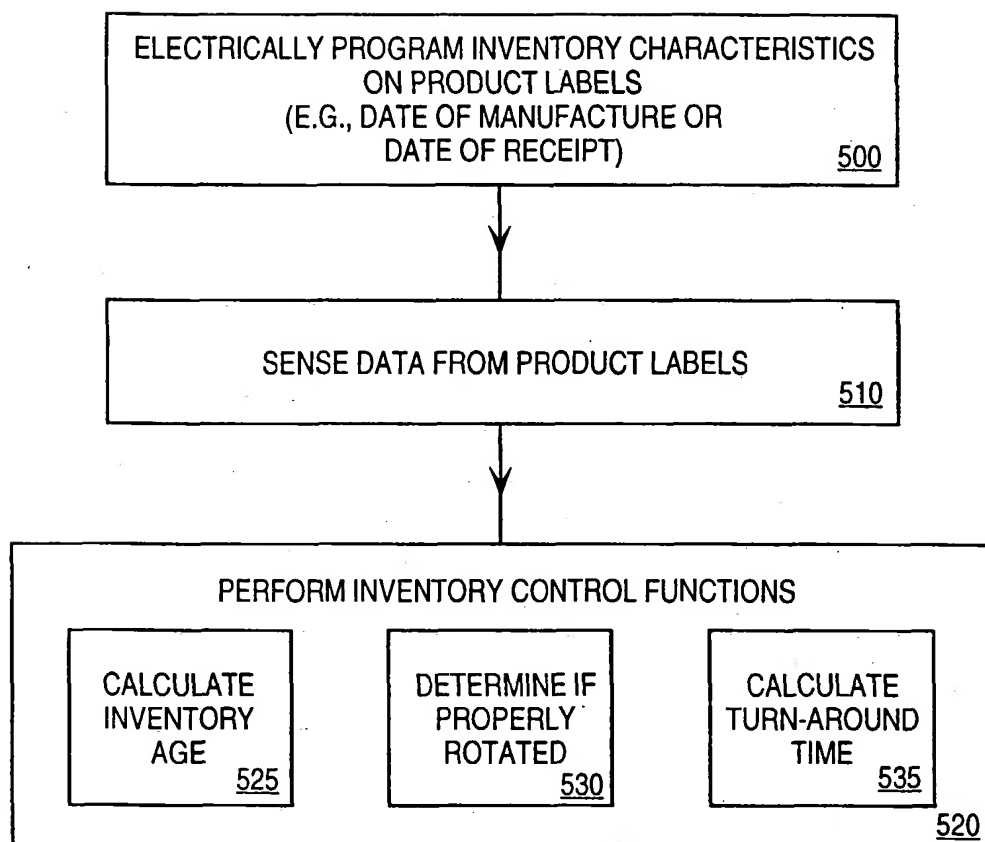 ELECTRICALLY PROGRAM INVENTORY CHARACTERISTICS
ON PRODUCT LABELS
(E.G., DATE OF MANUFACTURE OR
DATE OF RECEIPT)
500
SENSE DATA FROM PRODUCT LABELS
510
PERFORM INVENTORY CONTROL FUNCTIONS
CALCULATE
INVENTORY
AGE
525
DETERMINE IF
PROPERLY
ROTATED
530
CALCULATE
TURN-AROUND
TIME
535
520